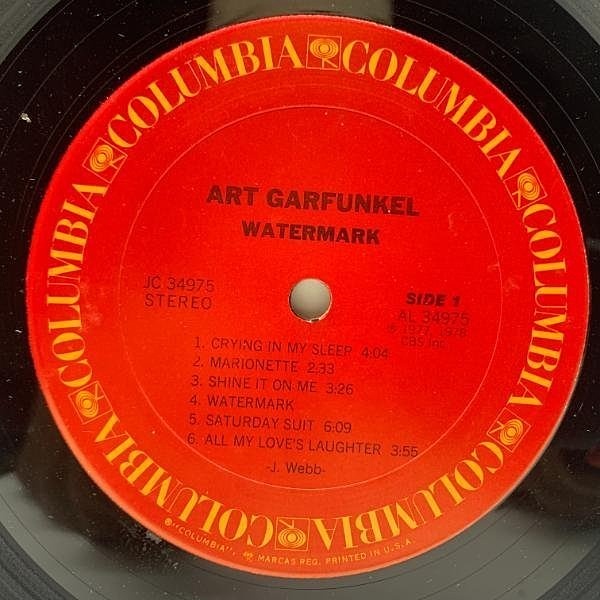 COLUMBIA COLUMBIA COLUMBIA COLUMBIA COLUMBIA COLUMBIA COLUMBIA
ART GARFUNKEL
WATERMARK
JC 34975
STEREO
SIDE 1
AL 34975
℗ 1977, 1978
CBS Inc.
1. CRYING IN MY SLEEP 4:04
2. MARIONETTE 2:33
3. SHINE IT ON ME 3:26
4. WATERMARK
5. SATURDAY SUIT 6:09
6. ALL MY LOVE'S LAUGHTER 3:55
-J. Webb-
®"COLUMBIA", MARCAS REG. PRINTED IN U.S.A.